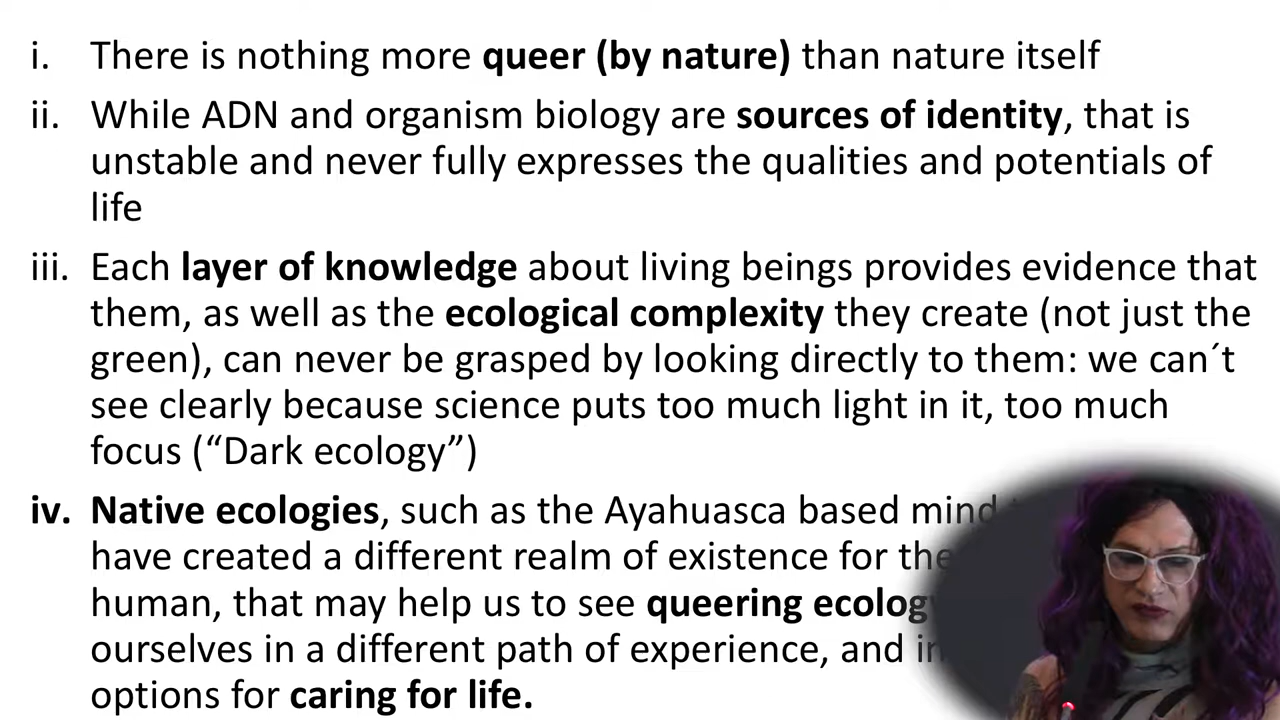 i. There is nothing more queer (by nature) than nature itself
ii. While ADN and organism biology are sources of identity, that is
unstable and never fully expresses the qualities and potentials of
life
iii. Each layer of knowledge about living beings provides evidence that
them, as well as the ecological complexity they create (not just the
green), can never be grasped by looking directly to them: we can´t
see clearly because science puts too much light in it, too much
focus (“Dark ecology”)
iv. Native ecologies, such as the Ayahuasca based mind
have created a different realm of existence for
human, that may help us to see queering ecology
ourselves in a different path of experience, and
options for caring for life.